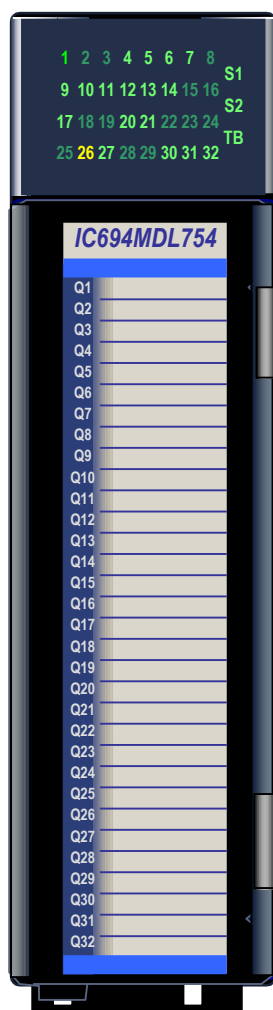 1 2 3 4 5 6 7 8
S1
9 10 11 12 13 14 15 16
S2
17 18 19 20 21 22 23 24
TB
25 26 27 28 29 30 31 32
IC694MDL754
Q1
Q2
Q3
Q4
Q5
Q6
Q7
Q8
Q9
Q10
Q11
Q12
Q13
Q14
Q15
Q16
Q17
Q18
Q19
Q20
Q21
Q22
Q23
Q24
Q25
Q26
Q27
Q28
Q29
Q30
Q31
Q32